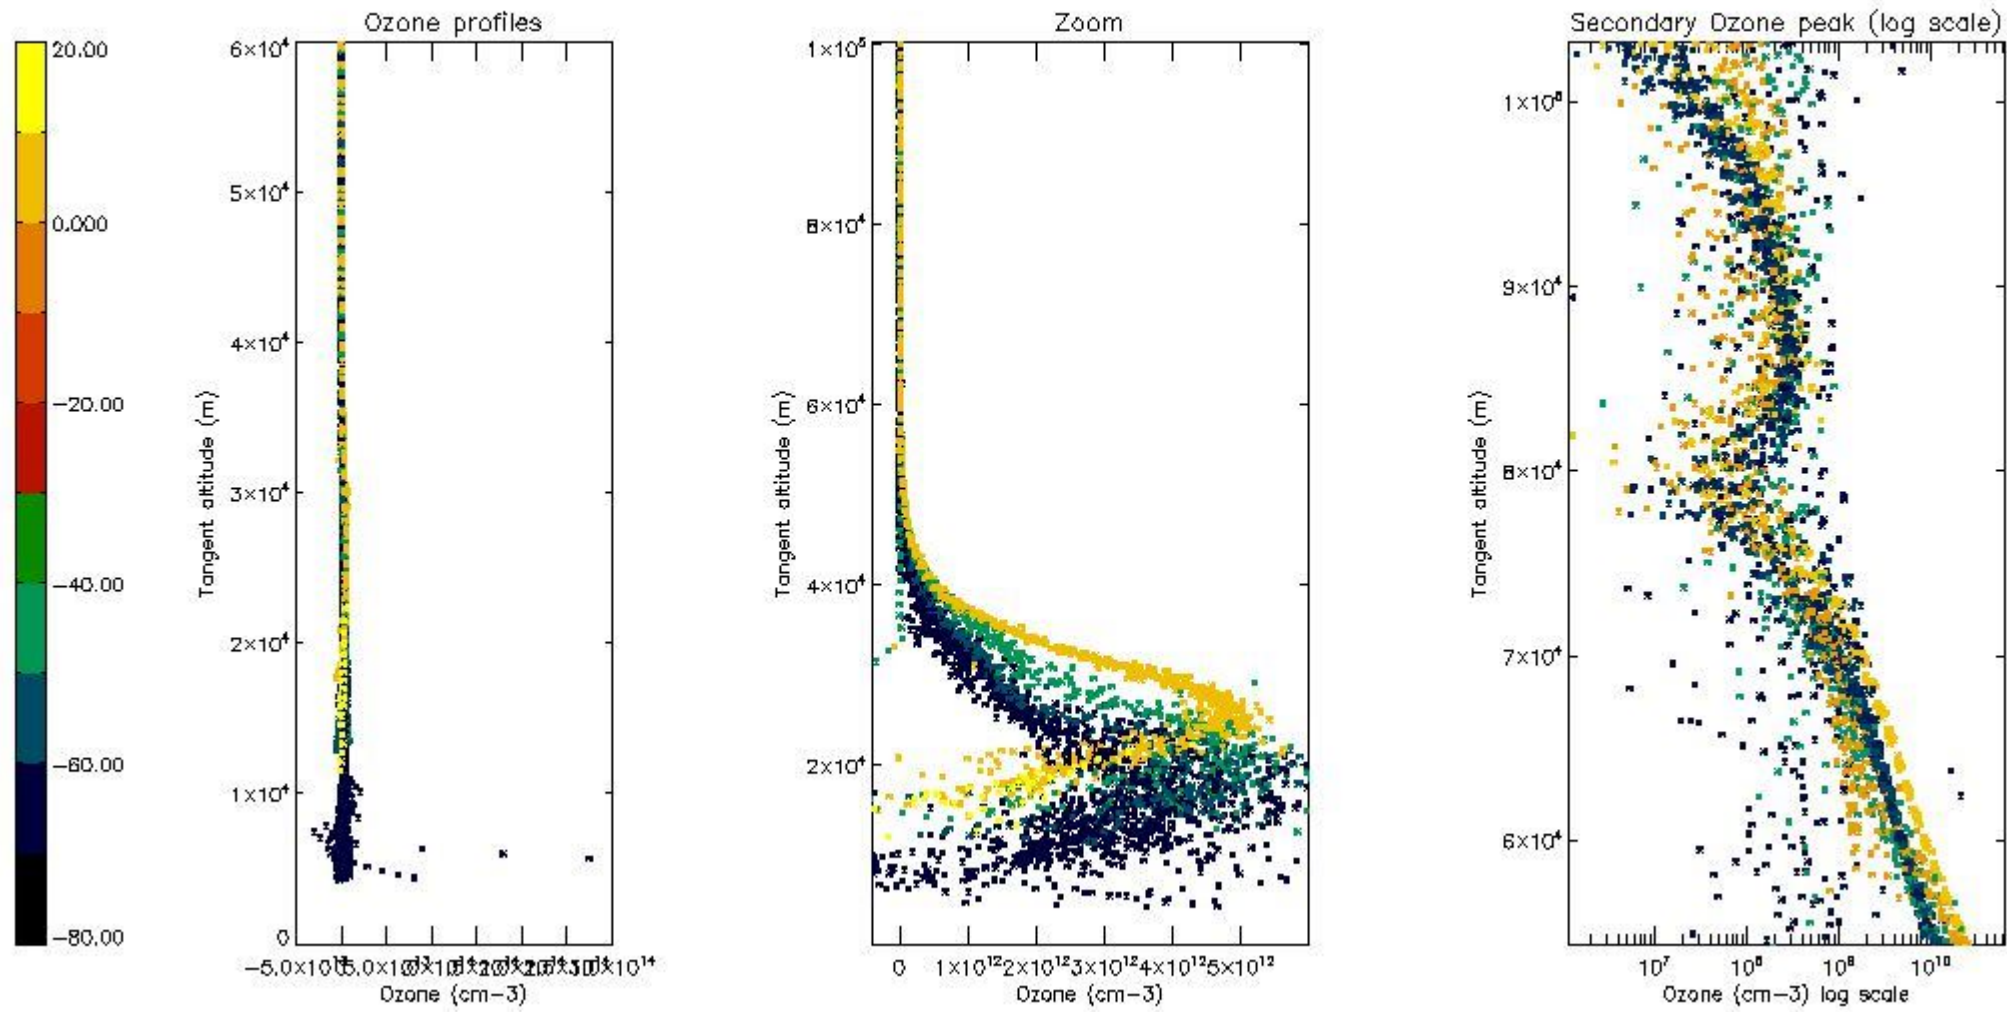 Ozone profiles
Zoom
Secondary Ozone peak (log scale)
20.00
0.000
−20.00
−40.00
−60.00
−80.00
6×10⁴
5×10⁴
4×10⁴
3×10⁴
2×10⁴
1×10⁴
0
Tangent altitude (m)
Ozone (cm−3)
1×10⁵
8×10⁴
6×10⁴
4×10⁴
2×10⁴
Tangent altitude (m)
0 1×10¹² 2×10¹² 3×10¹² 4×10¹² 5×10¹²
Ozone (cm−3)
9×10⁴
8×10⁴
7×10⁴
6×10⁴
Tangent altitude (m)
10⁷ 10⁸ 10⁹ 10¹⁰
Ozone (cm−3) log scale